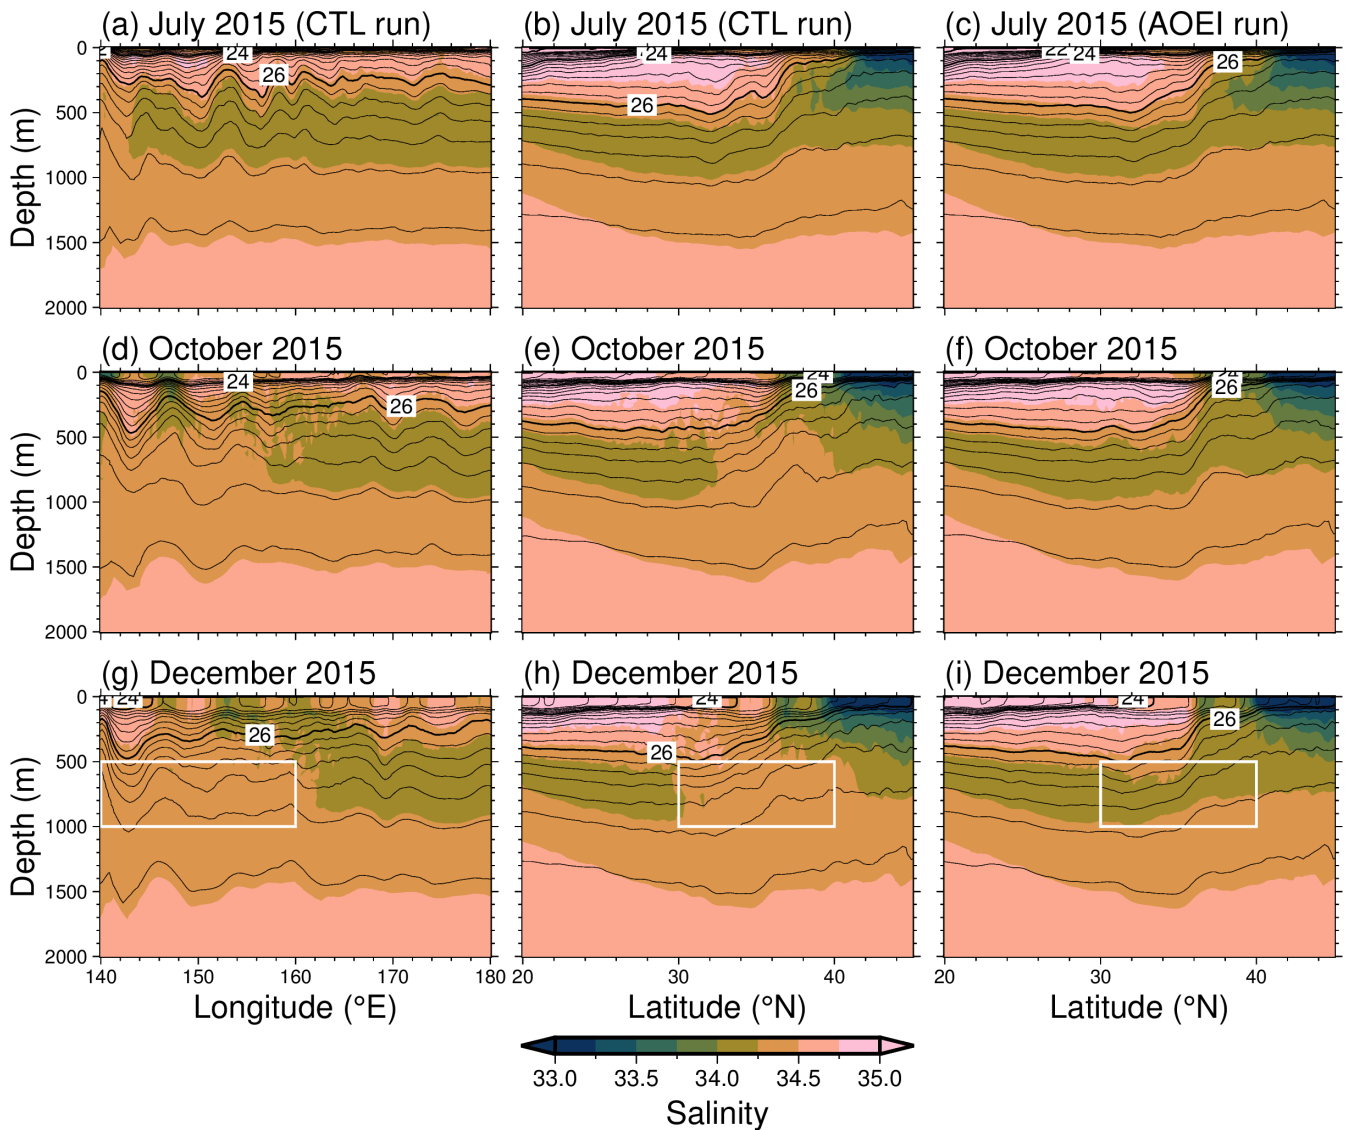 (a) July 2015 (CTL run)
(b) July 2015 (CTL run)
(c) July 2015 (AOEI run)
0
500
1000
1500
2000
Depth (m)
24
26
24
26
22
24
26
(d) October 2015
(e) October 2015
(f) October 2015
0
500
1000
1500
2000
Depth (m)
24
26
24
26
24
26
(g) December 2015
(h) December 2015
(i) December 2015
0
500
1000
1500
2000
Depth (m)
24
26
24
26
24
26
140 150 160 170 180
20 30 40
20 30 40
Longitude (°E)
Latitude (°N)
Latitude (°N)
33.0 33.5 34.0 34.5 35.0
Salinity